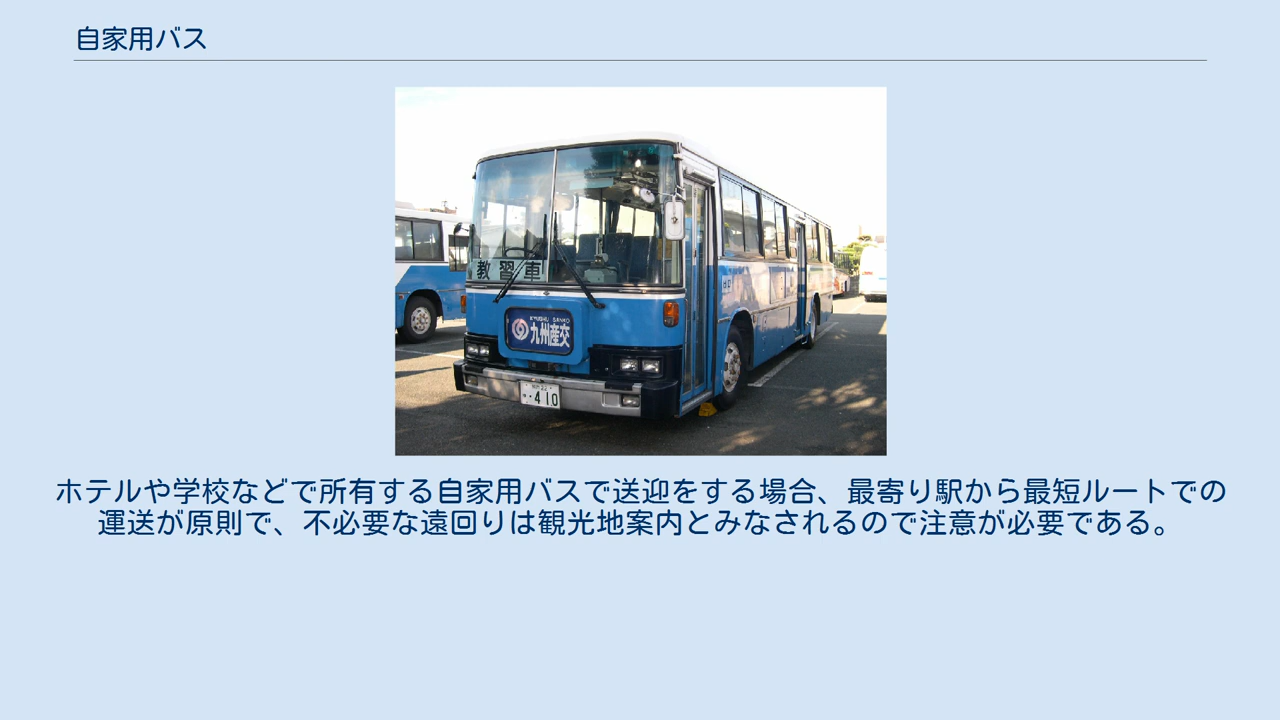 自家用バス
教習車
KYUSHU SANKO
九州産交
410
ホテルや学校などで所有する自家用バスで送迎をする場合、最寄り駅から最短ルートでの
運送が原則で、不必要な遠回りは観光地案内とみなされるので注意が必要である。